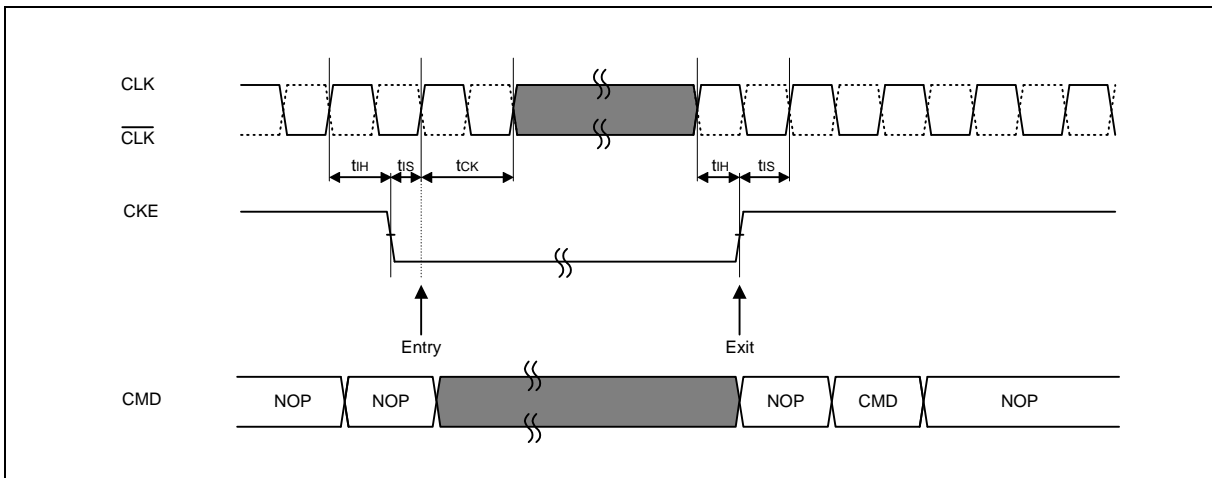 CLK
CLK
tIH tIS tCK tIH tIS
CKE
Entry Exit
CMD NOP NOP NOP CMD NOP